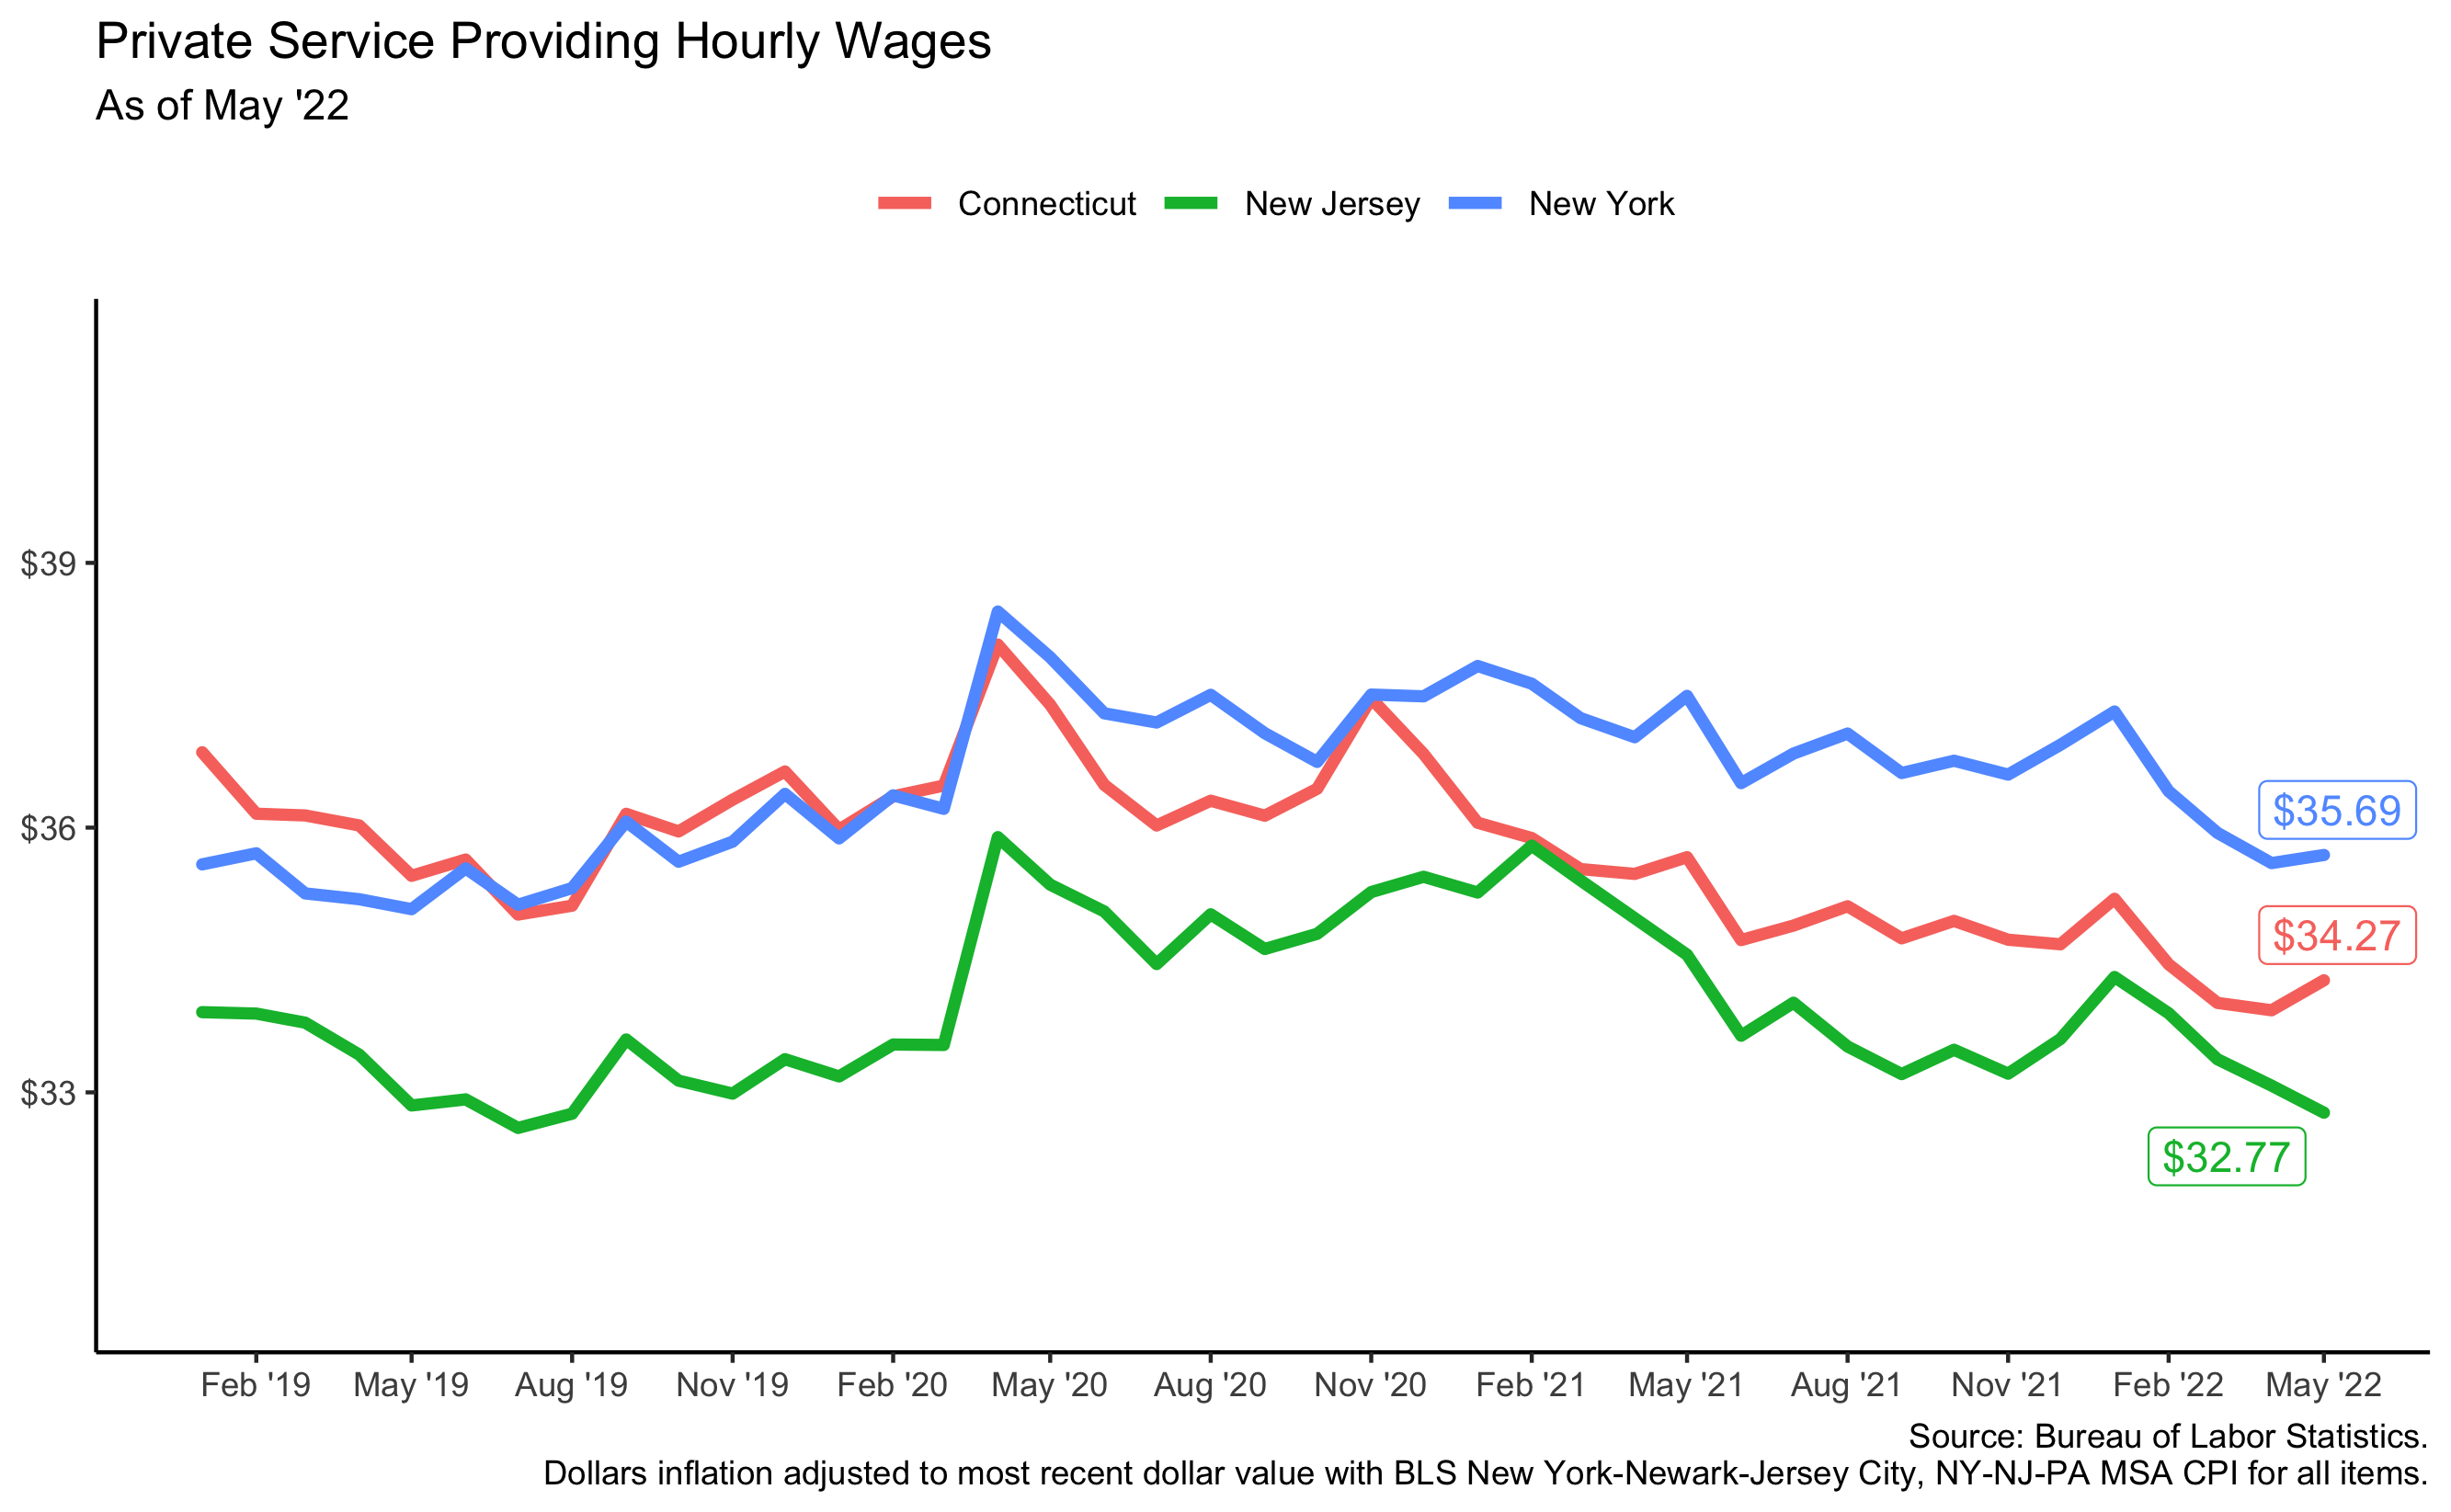 Private Service Providing Hourly Wages
As of May '22
Connecticut New Jersey New York
$39
$36
$33
$35.69
$34.27
$32.77
Feb '19 May '19 Aug '19 Nov '19 Feb '20 May '20 Aug '20 Nov '20 Feb '21 May '21 Aug '21 Nov '21 Feb '22 May '22
Source: Bureau of Labor Statistics.
Dollars inflation adjusted to most recent dollar value with BLS New York-Newark-Jersey City, NY-NJ-PA MSA CPI for all items.